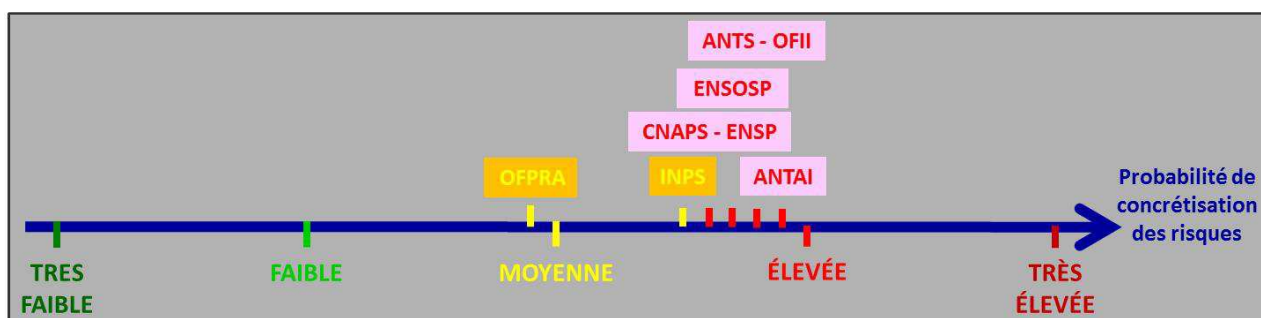 ANTS - OFII
ENSOSP
CNAPS - ENSP
OFPRA
INPS
ANTAI
Probabilité de
concrétisation
des risques
TRES
FAIBLE
FAIBLE
MOYENNE
ÉLEVÉE
TRÈS
ÉLEVÉE